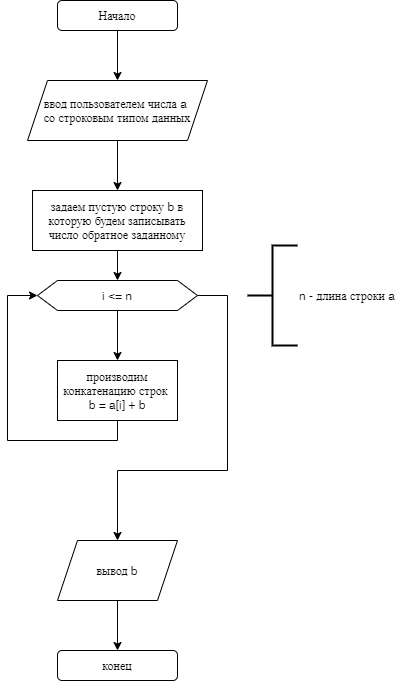 Начало
ввод пользователем числа a
со строковым типом данных
задаем пустую строку b в
которую будем записывать
число обратное заданному
i <= n
n - длина строки a
производим
конкатенацию строк
b = a[i] + b
вывод b
конец